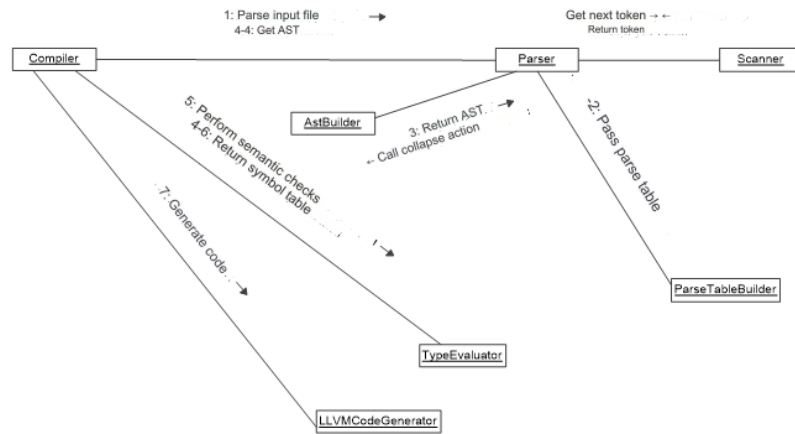 1: Parse input file →
4-4: Get AST
Get next token → ←
Return token
Compiler
Parser
Scanner
AstBuilder
3: Return AST →
← Call collapse action
-2: Pass parse table
5: Perform semantic checks
4-6: Return symbol table →
7: Generate code →
ParseTableBuilder
TypeEvaluator
LLVMCodeGenerator